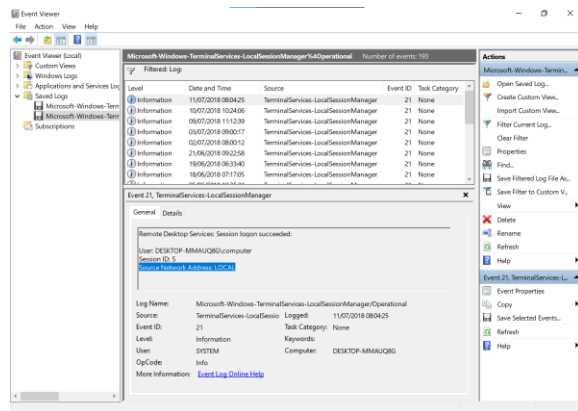 Event Viewer
File Action View Help
Event Viewer (Local)
Custom Views
Windows Logs
Applications and Services Log
Saved Logs
Microsoft-Windows-Term
Microsoft-Windows-Term
Subscriptions
Microsoft-Windows-TerminalServices-LocalSessionManager%4Operational Number of events: 193
Filtered: Log:
Level Date and Time Source Event ID Task Category
Information 11/07/2018 08:04:25 TerminalServices-LocalSessionManager 21 None
Information 10/07/2018 10:24:06 TerminalServices-LocalSessionManager 21 None
Information 09/07/2018 11:12:39 TerminalServices-LocalSessionManager 21 None
Information 03/07/2018 09:00:17 TerminalServices-LocalSessionManager 21 None
Information 02/07/2018 08:00:12 TerminalServices-LocalSessionManager 21 None
Information 21/06/2018 09:22:58 TerminalServices-LocalSessionManager 21 None
Information 19/06/2018 06:33:40 TerminalServices-LocalSessionManager 21 None
Information 18/06/2018 07:17:05 TerminalServices-LocalSessionManager 21 None
Event 21, TerminalServices-LocalSessionManager
General Details
Remote Desktop Services: Session logon succeeded:
User: DESKTOP-MMAUQ8G\computer
Session ID: 5
Source Network Address: LOCAL
Log Name: Microsoft-Windows-TerminalServices-LocalSessionManager/Operational
Source: TerminalServices-LocalSessio Logged: 11/07/2018 08:04:25
Event ID: 21 Task Category: None
Level: Information Keywords:
User: SYSTEM Computer: DESKTOP-MMAUQ8G
OpCode: Info
More Information: Event Log Online Help
Actions
Microsoft-Windows-Termin...
Open Saved Log...
Create Custom View...
Import Custom View...
Filter Current Log...
Clear Filter
Properties
Find...
Save Filtered Log File As...
Save Filter to Custom V...
View
Delete
Rename
Refresh
Help
Event 21, TerminalServices-L...
Event Properties
Copy
Save Selected Events...
Refresh
Help